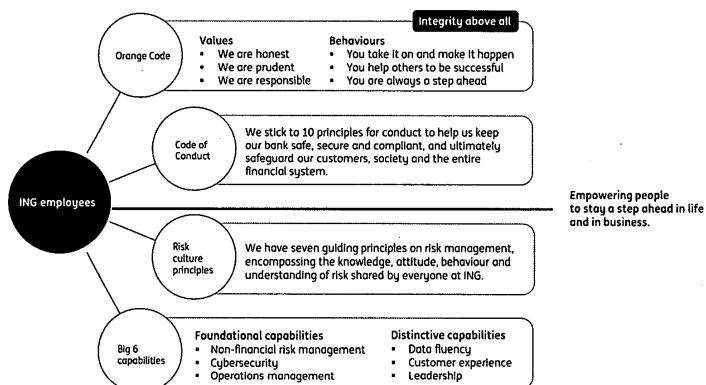 Integrity above all
Orange Code
Values
▪ We are honest
▪ We are prudent
▪ We are responsible
Behaviours
▪ You take it on and make it happen
▪ You help others to be successful
▪ You are always a step ahead
Code of
Conduct
We stick to 10 principles for conduct to help us keep
our bank safe, secure and compliant, and ultimately
safeguard our customers, society and the entire
financial system.
ING employees
Empowering people
to stay a step ahead in life
and in business.
Risk
culture
principles
We have seven guiding principles on risk management,
encompassing the knowledge, attitude, behaviour and
understanding of risk shared by everyone at ING.
Big 6
capabilities
Foundational capabilities
▪ Non-financial risk management
▪ Cybersecurity
▪ Operations management
Distinctive capabilities
▪ Data fluency
▪ Customer experience
▪ Leadership